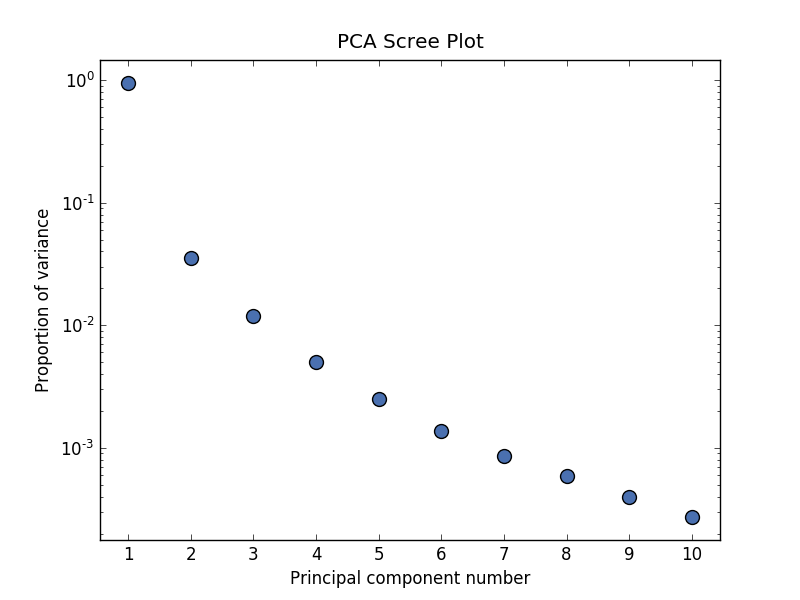 PCA Scree Plot
10^0
10^-1
10^-2
10^-3
Proportion of variance
1 2 3 4 5 6 7 8 9 10
Principal component number